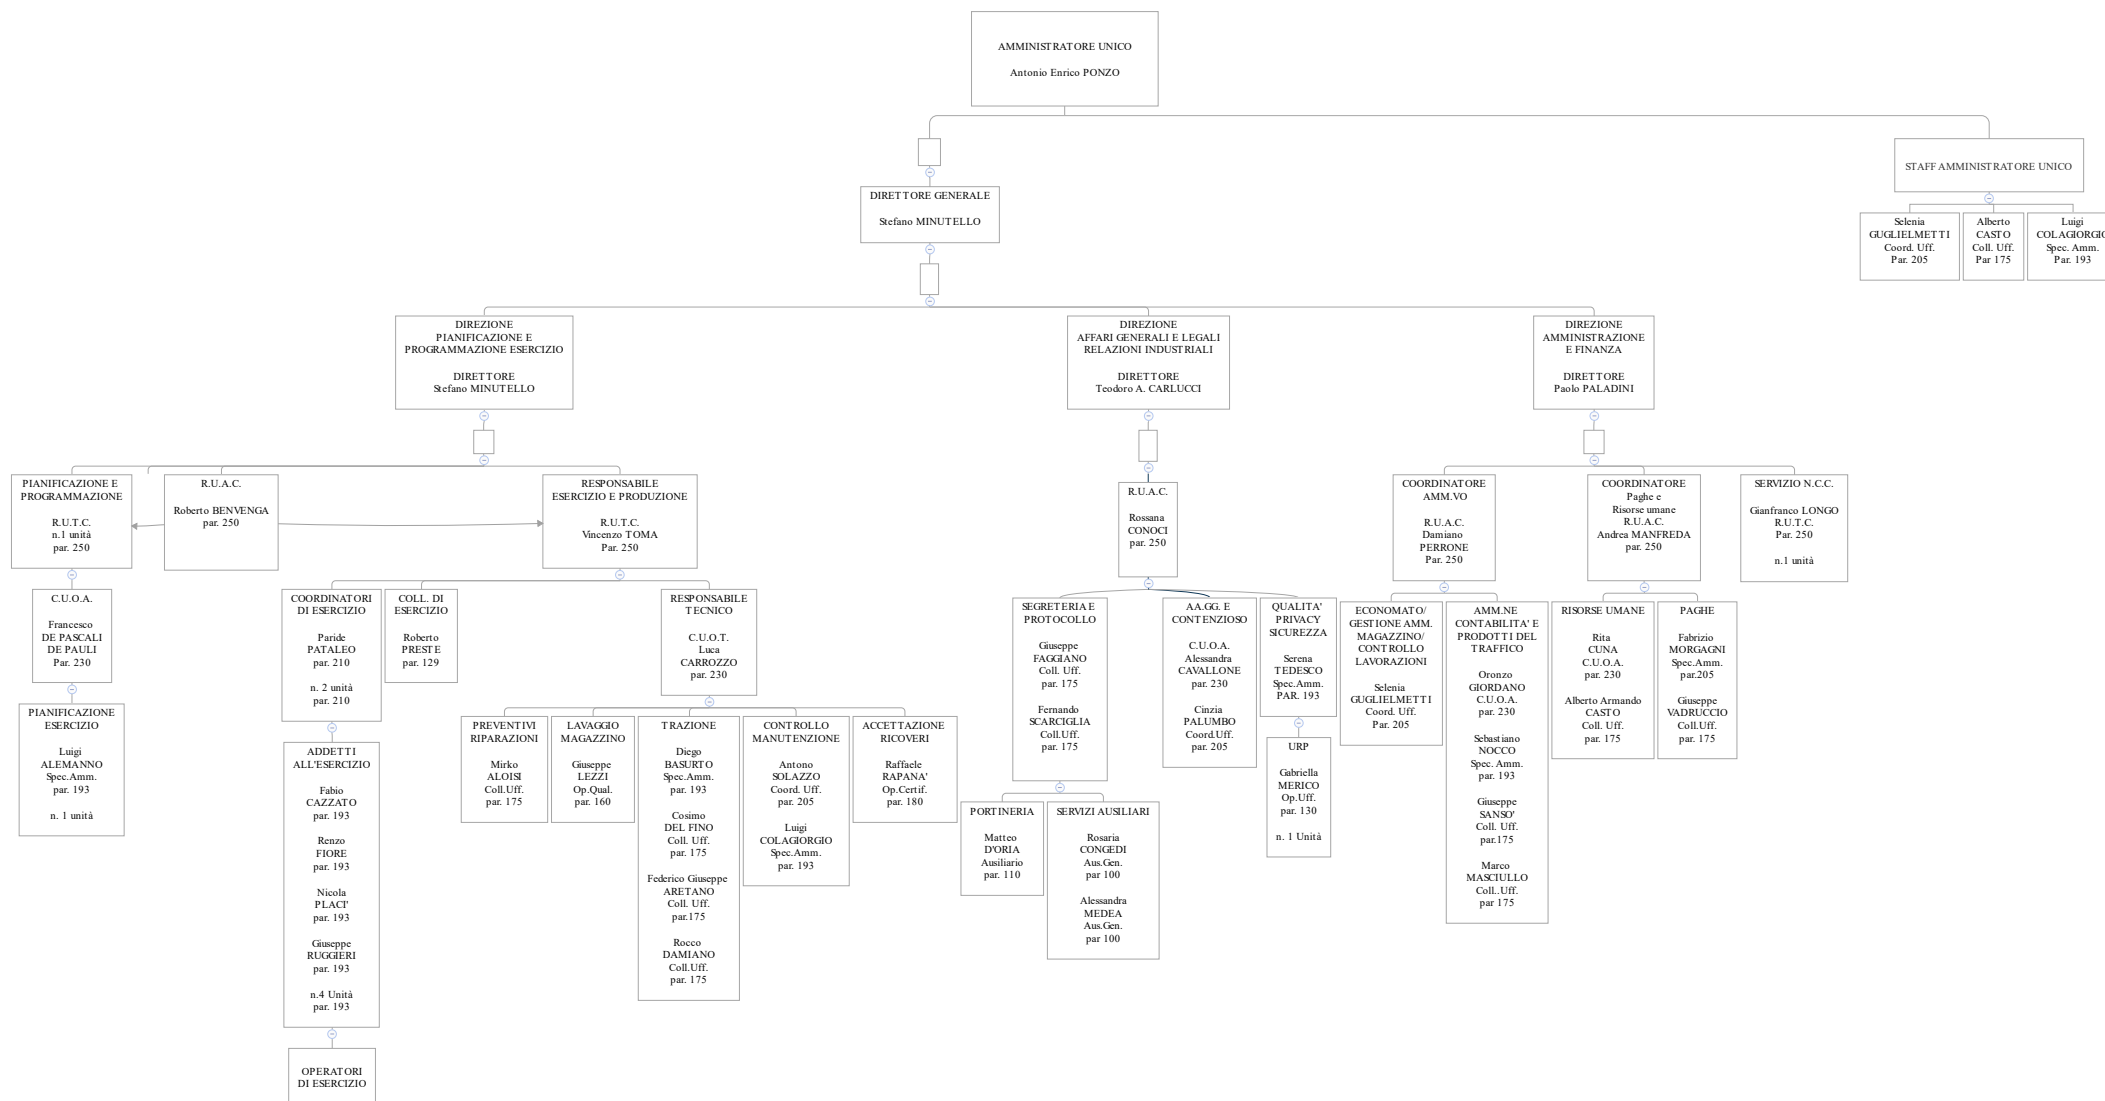 AMMINISTRATORE UNICO
Antonio Enrico PONZO
STAFF AMMINISTRATORE UNICO
Selenia
GUGLIELMETTI
Coord. Uff.
Par. 205
Alberto
CASTO
Coll. Uff.
Par 175
Luigi
COLAGIORGIO
Spec. Amm.
Par. 193
DIRETTORE GENERALE
Stefano MINUTELLO
DIREZIONE
PIANIFICAZIONE E
PROGRAMMAZIONE ESERCIZIO
DIRETTORE
Stefano MINUTELLO
DIREZIONE
AFFARI GENERALI E LEGALI
RELAZIONI INDUSTRIALI
DIRETTORE
Teodoro A. CARLUCCI
DIREZIONE
AMMINISTRAZIONE
E FINANZA
DIRETTORE
Paolo PALADINI
PIANIFICAZIONE E
PROGRAMMAZIONE
R.U.T.C.
n.1 unità
par. 250
R.U.A.C.
Roberto BENVENGA
par. 250
RESPONSABILE
ESERCIZIO E PRODUZIONE
R.U.T.C.
Vincenzo TOMA
Par. 250
R.U.A.C.
Rossana
CONOCI
par. 250
COORDINATORE
AMM.VO
R.U.A.C.
Damiano
PERRONE
Par. 250
COORDINATORE
Paghe e
Risorse umane
R.U.A.C.
Andrea MANFREDA
par. 250
SERVIZIO N.C.C.
Gianfranco LONGO
R.U.T.C.
Par. 250
n.1 unità
C.U.O.A.
Francesco
DE PASCALI
DE PAULI
Par. 230
PIANIFICAZIONE
ESERCIZIO
Luigi
ALEMANNO
Spec.Amm.
par. 193
n. 1 unità
COORDINATORI
DI ESERCIZIO
Paride
PATALEO
par. 210
n. 2 unità
par. 210
COLL. DI
ESERCIZIO
Roberto
PRESTE
par. 129
RESPONSABILE
TECNICO
C.U.O.T.
Luca
CARROZZO
par. 230
ADDETTI
ALL'ESERCIZIO
Fabio
CAZZATO
par. 193
Renzo
FIORE
par. 193
Nicola
PLACI'
par. 193
Giuseppe
RUGGIERI
par. 193
n.4 Unità
par. 193
OPERATORI
DI ESERCIZIO
PREVENTIVI
RIPARAZIONI
Mirko
ALOISI
Coll.Uff.
par. 175
LAVAGGIO
MAGAZZINO
Giuseppe
LEZZI
Op.Qual.
par. 160
TRAZIONE
Diego
BASURTO
Spec.Amm.
par. 193
Cosimo
DEL FINO
Coll. Uff.
par. 175
Federico Giuseppe
ARETANO
Coll. Uff.
par.175
Rocco
DAMIANO
Coll.Uff.
par. 175
CONTROLLO
MANUTENZIONE
Antono
SOLAZZO
Coord. Uff.
par. 205
Luigi
COLAGIORGIO
Spec.Amm.
par. 193
ACCETTAZIONE
RICOVERI
Raffaele
RAPANA'
Op.Certif.
par. 180
SEGRETERIA E
PROTOCOLLO
Giuseppe
FAGGIANO
Coll. Uff.
par. 175
Fernando
SCARCIGLIA
Coll.Uff.
par. 175
AA.GG. E
CONTENZIOSO
C.U.O.A.
Alessandra
CAVALLONE
par. 230
Cinzia
PALUMBO
Coord.Uff.
par. 205
QUALITA'
PRIVACY
SICUREZZA
Serena
TEDESCO
Spec.Amm.
PAR. 193
PORTINERIA
Matteo
D'ORIA
Ausiliario
par. 110
SERVIZI AUSILIARI
Rosaria
CONGEDI
Aus.Gen.
par 100
Alessandra
MEDEA
Aus.Gen.
par 100
URP
Gabriella
MERICO
Op.Uff.
par. 130
n. 1 Unità
ECONOMATO/
GESTIONE AMM.
MAGAZZINO/
CONTROLLO
LAVORAZIONI
Selenia
GUGLIELMETTI
Coord. Uff.
Par. 205
AMM.NE
CONTABILITA' E
PRODOTTI DEL
TRAFFICO
Oronzo
GIORDANO
C.U.O.A.
par. 230
Sebastiano
NOCCO
Spec. Amm.
par. 193
Giuseppe
SANSO'
Coll. Uff.
par.175
Marco
MASCIULLO
Coll..Uff.
par 175
RISORSE UMANE
Rita
CUNA
C.U.O.A.
par. 230
Alberto Armando
CASTO
Coll. Uff.
par. 175
PAGHE
Fabrizio
MORGAGNI
Spec.Amm.
par.205
Giuseppe
VADRUCCIO
Coll.Uff.
par. 175